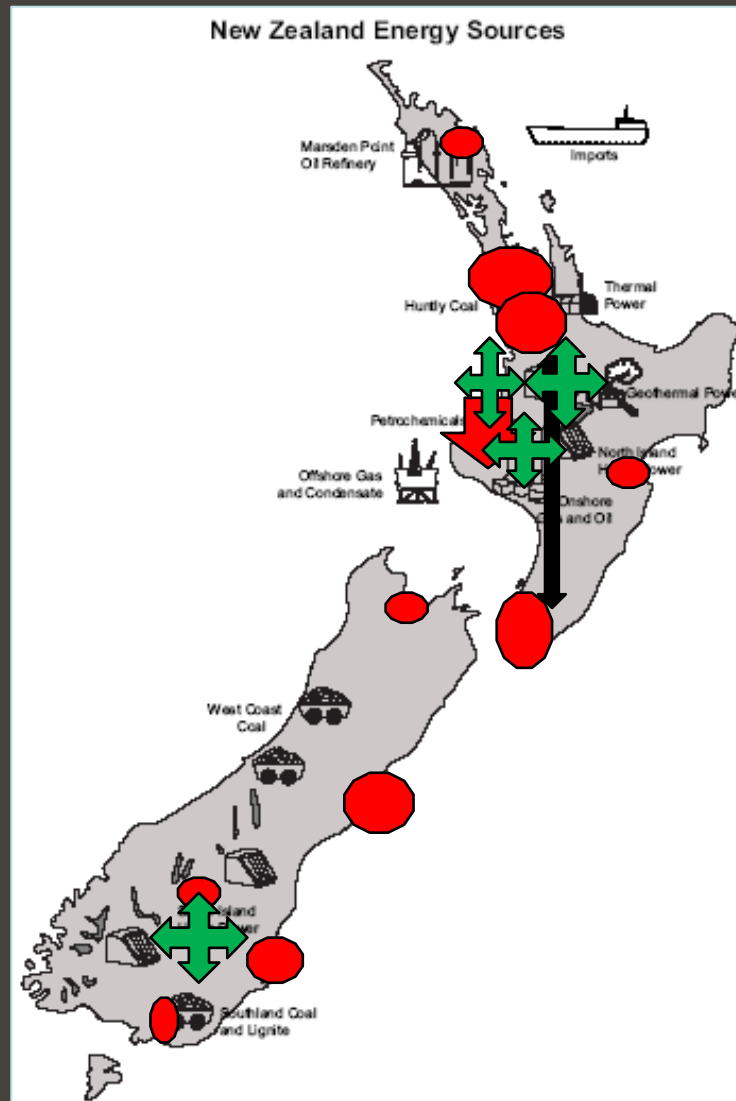 New Zealand Energy Sources
Marsden Point
Oil Refinery
Imports
Thermal
Power
Huntly Coal
Geothermal
Petrochemicals
North Island
Offshore Gas
and Condensate
Onshore
and Oil
West Coast
Coal
Southland Coal
and Lignite